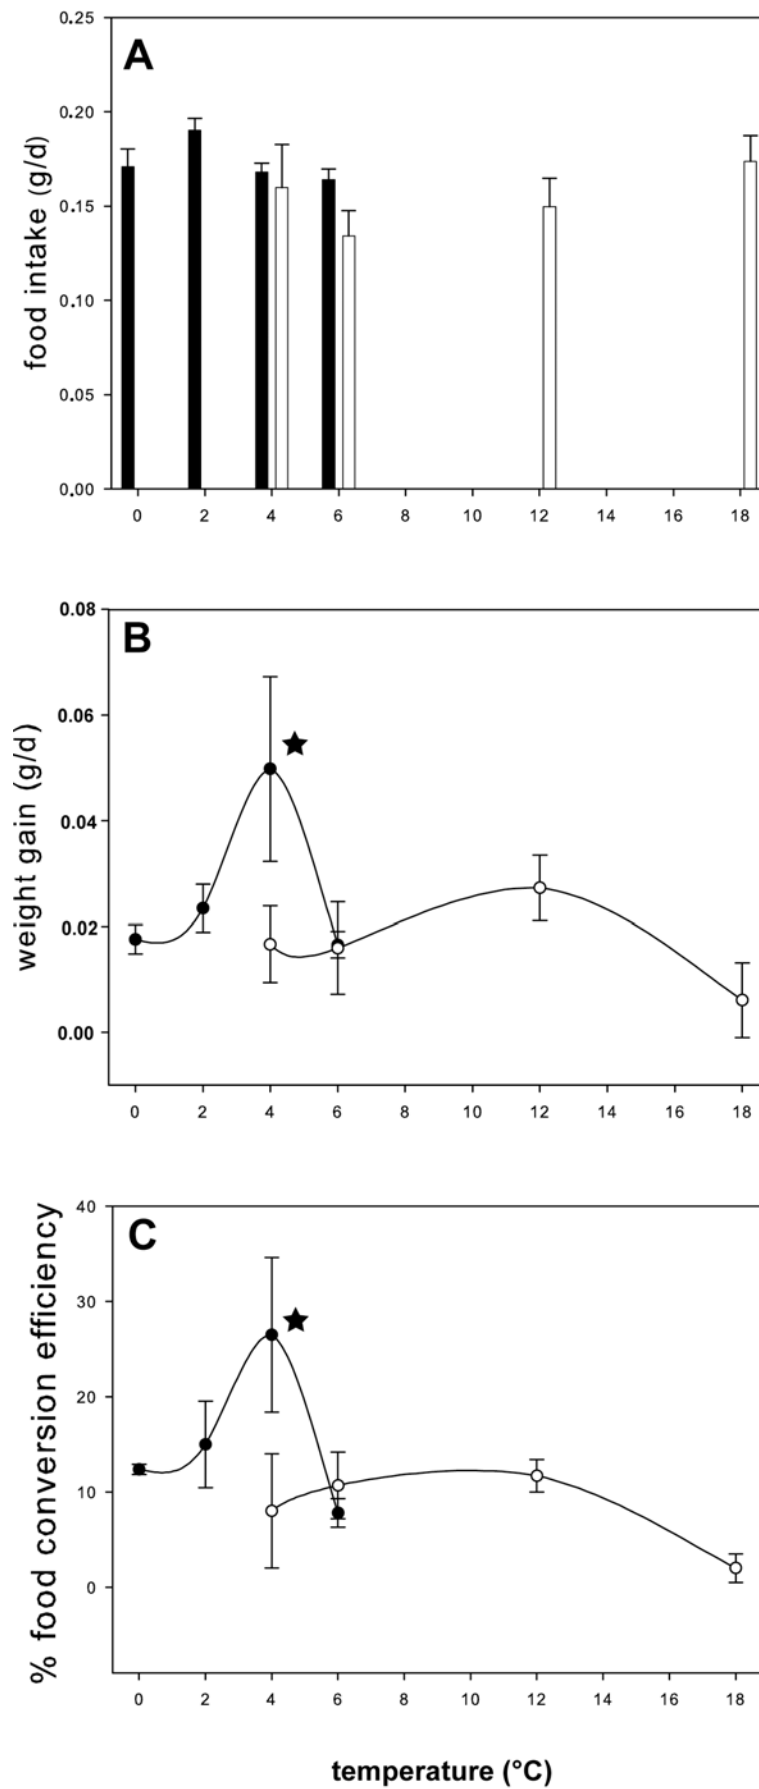 A
food intake (g/d)
0.25
0.20
0.15
0.10
0.05
0.00
0 2 4 6 8 10 12 14 16 18
B
weight gain (g/d)
0.08
0.06
0.04
0.02
0.00
0 2 4 6 8 10 12 14 16 18
C
% food conversion efficiency
40
30
20
10
0
0 2 4 6 8 10 12 14 16 18
temperature (°C)